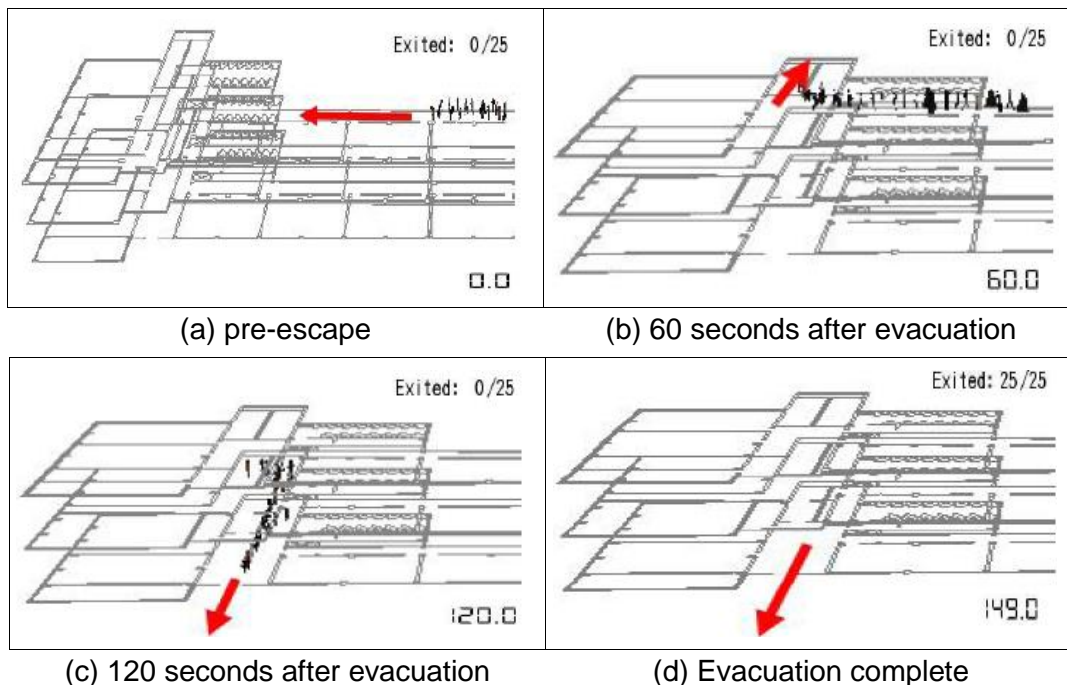 Exited: 0/25
0.0
(a) pre-escape
Exited: 0/25
60.0
(b) 60 seconds after evacuation
Exited: 0/25
120.0
(c) 120 seconds after evacuation
Exited: 25/25
149.0
(d) Evacuation complete